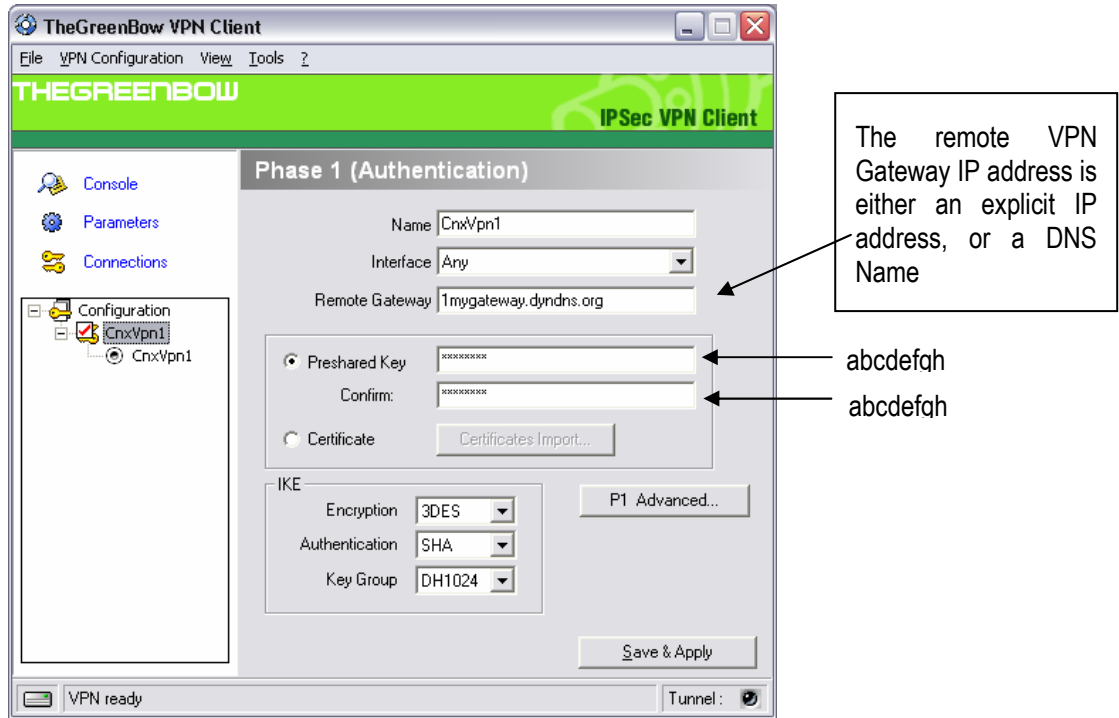 TheGreenBow VPN Client
File VPN Configuration View Tools ?
THEGREENBOW
IPSec VPN Client
Console
Parameters
Connections
Configuration
CnxVpn1
CnxVpn1
Phase 1 (Authentication)
Name CnxVpn1
Interface Any
Remote Gateway 1mygateway.dyndns.org
Preshared Key ********
Confirm: ********
Certificate Certificates Import...
IKE
Encryption 3DES
Authentication SHA
Key Group DH1024
P1 Advanced...
Save & Apply
VPN ready
Tunnel :
The remote VPN
Gateway IP address is
either an explicit IP
address, or a DNS
Name
abcdefgh
abcdefgh